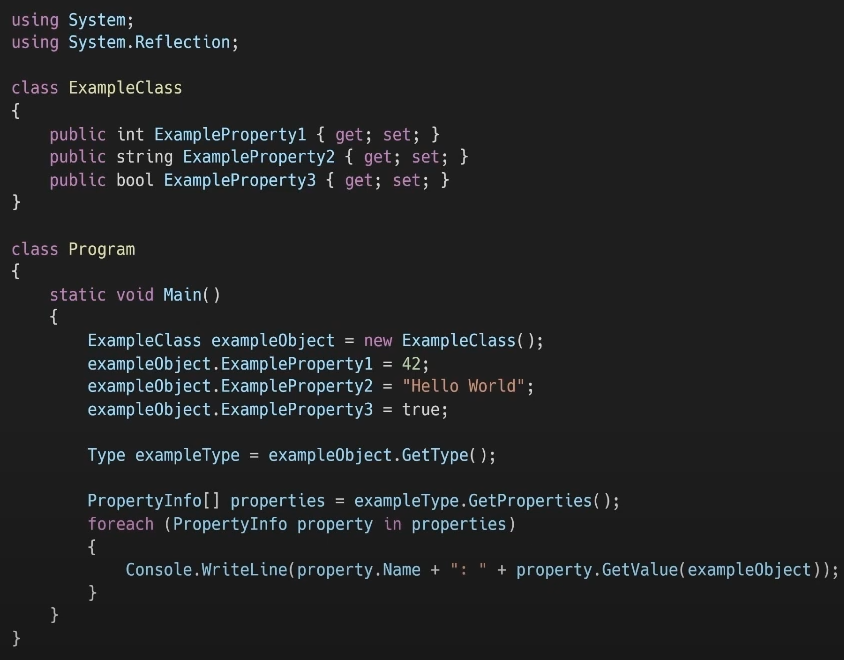 using System;
using System.Reflection;

class ExampleClass
{
    public int ExampleProperty1 { get; set; }
    public string ExampleProperty2 { get; set; }
    public bool ExampleProperty3 { get; set; }
}

class Program
{
    static void Main()
    {
        ExampleClass exampleObject = new ExampleClass();
        exampleObject.ExampleProperty1 = 42;
        exampleObject.ExampleProperty2 = "Hello World";
        exampleObject.ExampleProperty3 = true;

        Type exampleType = exampleObject.GetType();

        PropertyInfo[] properties = exampleType.GetProperties();
        foreach (PropertyInfo property in properties)
        {
            Console.WriteLine(property.Name + ": " + property.GetValue(exampleObject));
        }
    }
}